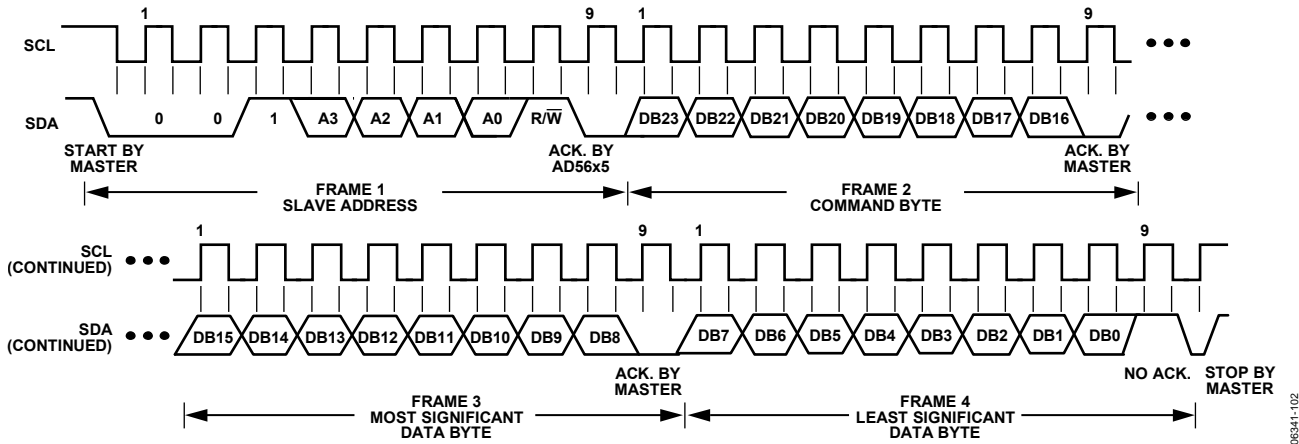 1 9 1 9
SCL
SDA
0 0 1 A3 A2 A1 A0 R/W̅ DB23 DB22 DB21 DB20 DB19 DB18 DB17 DB16
START BY
MASTER
ACK. BY
AD56x5
ACK. BY
MASTER
FRAME 1
SLAVE ADDRESS
FRAME 2
COMMAND BYTE
1 9 1 9
SCL
(CONTINUED)
SDA
(CONTINUED)
DB15 DB14 DB13 DB12 DB11 DB10 DB9 DB8 DB7 DB6 DB5 DB4 DB3 DB2 DB1 DB0
ACK. BY
MASTER
NO ACK.
STOP BY
MASTER
FRAME 3
MOST SIGNIFICANT
DATA BYTE
FRAME 4
LEAST SIGNIFICANT
DATA BYTE
06341-102